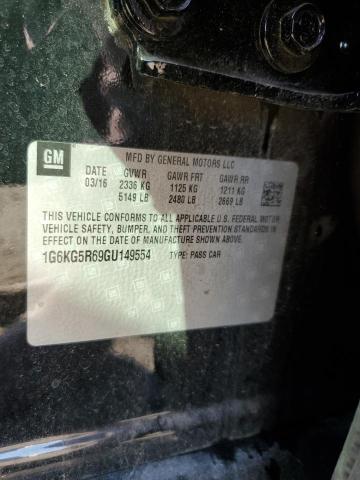 GM
MFD BY GENERAL MOTORS LLC
DATE GVWR GAWR FRT GAWR RR
03/16 2336 KG 1125 KG 1211 KG
5149 LB 2480 LB 2669 LB
THIS VEHICLE CONFORMS TO ALL APPLICABLE U.S. FEDERAL MOTOR
VEHICLE SAFETY, BUMPER, AND THEFT PREVENTION STANDARDS IN
EFFECT ON THE DATE OF MANUFACTURE SHOWN ABOVE.
1G6KG5R69GU149554 TYPE: PASS CAR